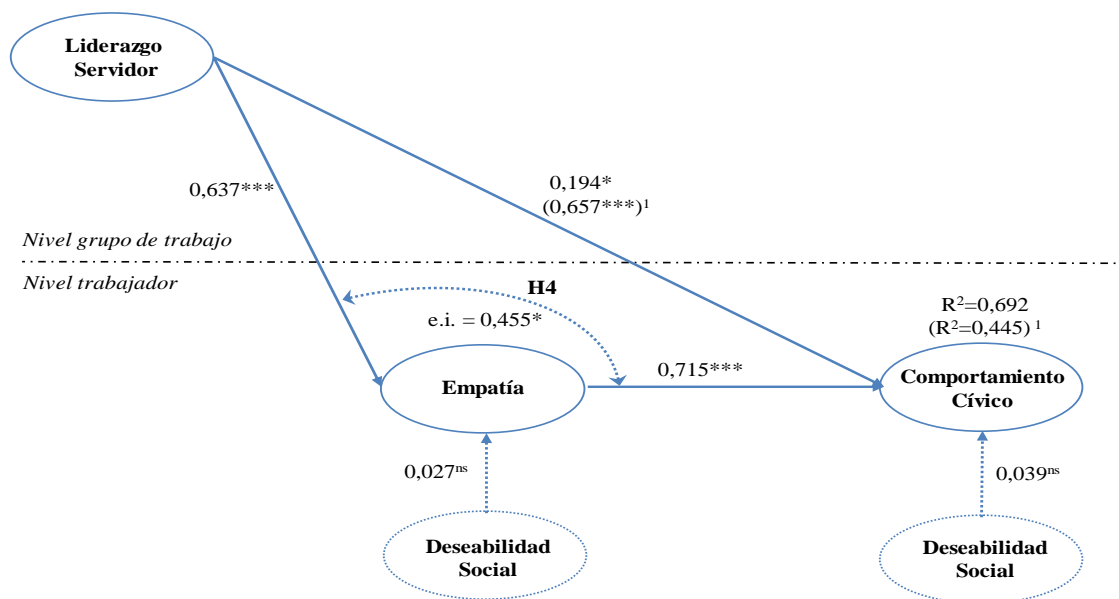 Liderazgo
Servidor
0,637***
0,194*
(0,657***)¹
Nivel grupo de trabajo
Nivel trabajador
H4
e.i. = 0,455*
R²=0,692
(R²=0,445) ¹
Empatía
0,715***
Comportamiento
Cívico
0,027ⁿˢ
0,039ⁿˢ
Deseabilidad
Social
Deseabilidad
Social